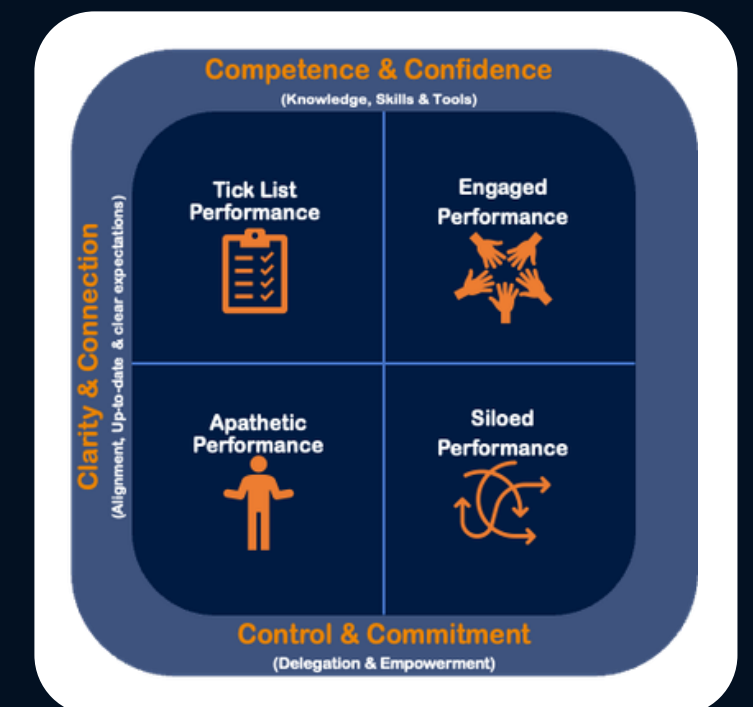 Competence & Confidence
(Knowledge, Skills & Tools)
Clarity & Connection
(Alignment, Up-to-date & clear expectations)
Tick List
Performance
Engaged
Performance
Apathetic
Performance
Siloed
Performance
Control & Commitment
(Delegation & Empowerment)